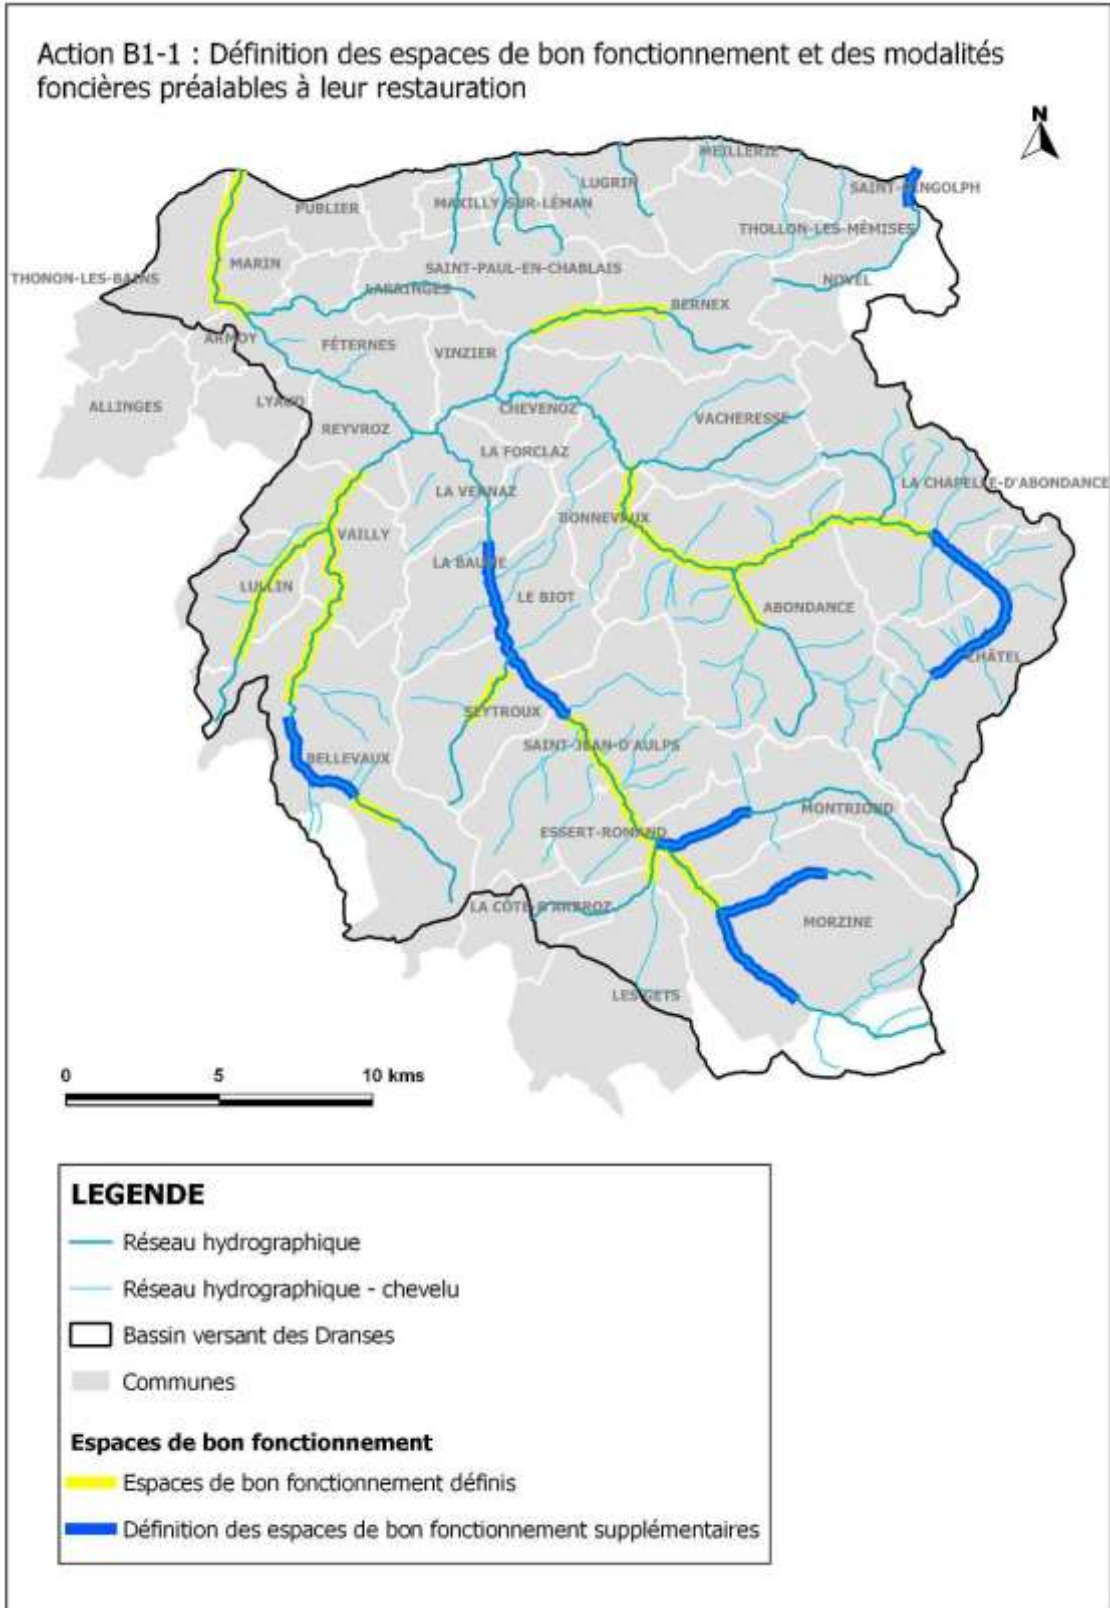 Action B1-1 : Définition des espaces de bon fonctionnement et des modalités
foncières préalables à leur restauration
N
MEILLERIE
LUGRIN
SAINT-GINGOLPH
PUBLIER
MAXILLY-SUR-LÉMAN
THOLLON-LES-MÉMISES
MARIN
SAINT-PAUL-EN-CHABLAIS
THONON-LES-BAINS
NOVEL
LARRINGES
BERNEX
ARMOY
FÉTERNES
VINZIER
ALLINGES
LYAUD
CHEVENOZ
VACHERESSE
REYVROZ
LA FORCLAZ
LA CHAPELLE-D'ABONDANCE
LA VERNAZ
BONNEVAUX
VAILLY
LA BAUME
LULLIN
LE BIOT
ABONDANCE
CHÂTEL
SEYTROUX
SAINT-JEAN-D'AULPS
BELLEVAUX
MONTRIOND
ESSERT-ROMAND
LA CÔTE-D'ARBROZ
MORZINE
LES GETS
0 5 10 kms
LEGENDE
Réseau hydrographique
Réseau hydrographique - chevelu
Bassin versant des Dranses
Communes
Espaces de bon fonctionnement
Espaces de bon fonctionnement définis
Définition des espaces de bon fonctionnement supplémentaires